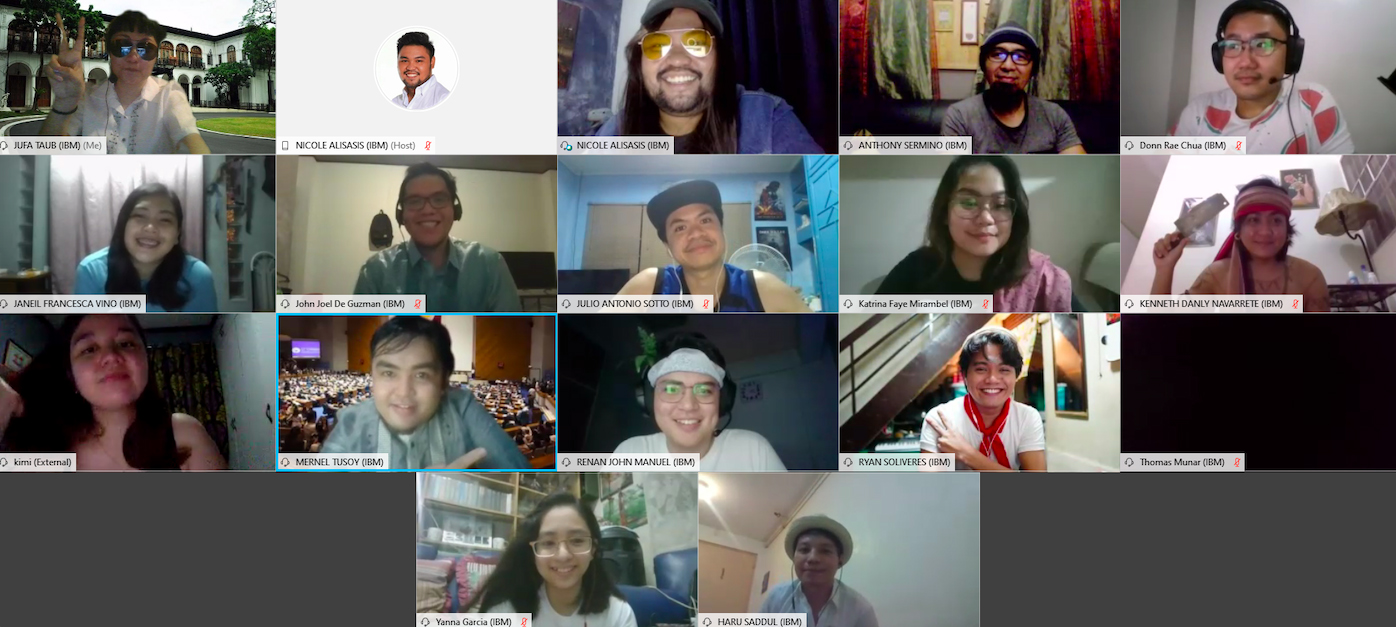 JUFA TAUB (IBM) (Me)
NICOLE ALISASIS (IBM) (Host)
NICOLE ALISASIS (IBM)
ANTHONY SERMINO (IBM)
Donn Rae Chua (IBM)
JANEIL FRANCESCA VINO (IBM)
John Joel De Guzman (IBM)
JULIO ANTONIO SOTTO (IBM)
Katrina Faye Mirambel (IBM)
KENNETH DANLY NAVARRETE (IBM)
kimi (External)
MERNEL TUSOY (IBM)
RENAN JOHN MANUEL (IBM)
RYAN SOLIVERES (IBM)
Thomas Munar (IBM)
Yanna Garcia (IBM)
HARU SADDUL (IBM)